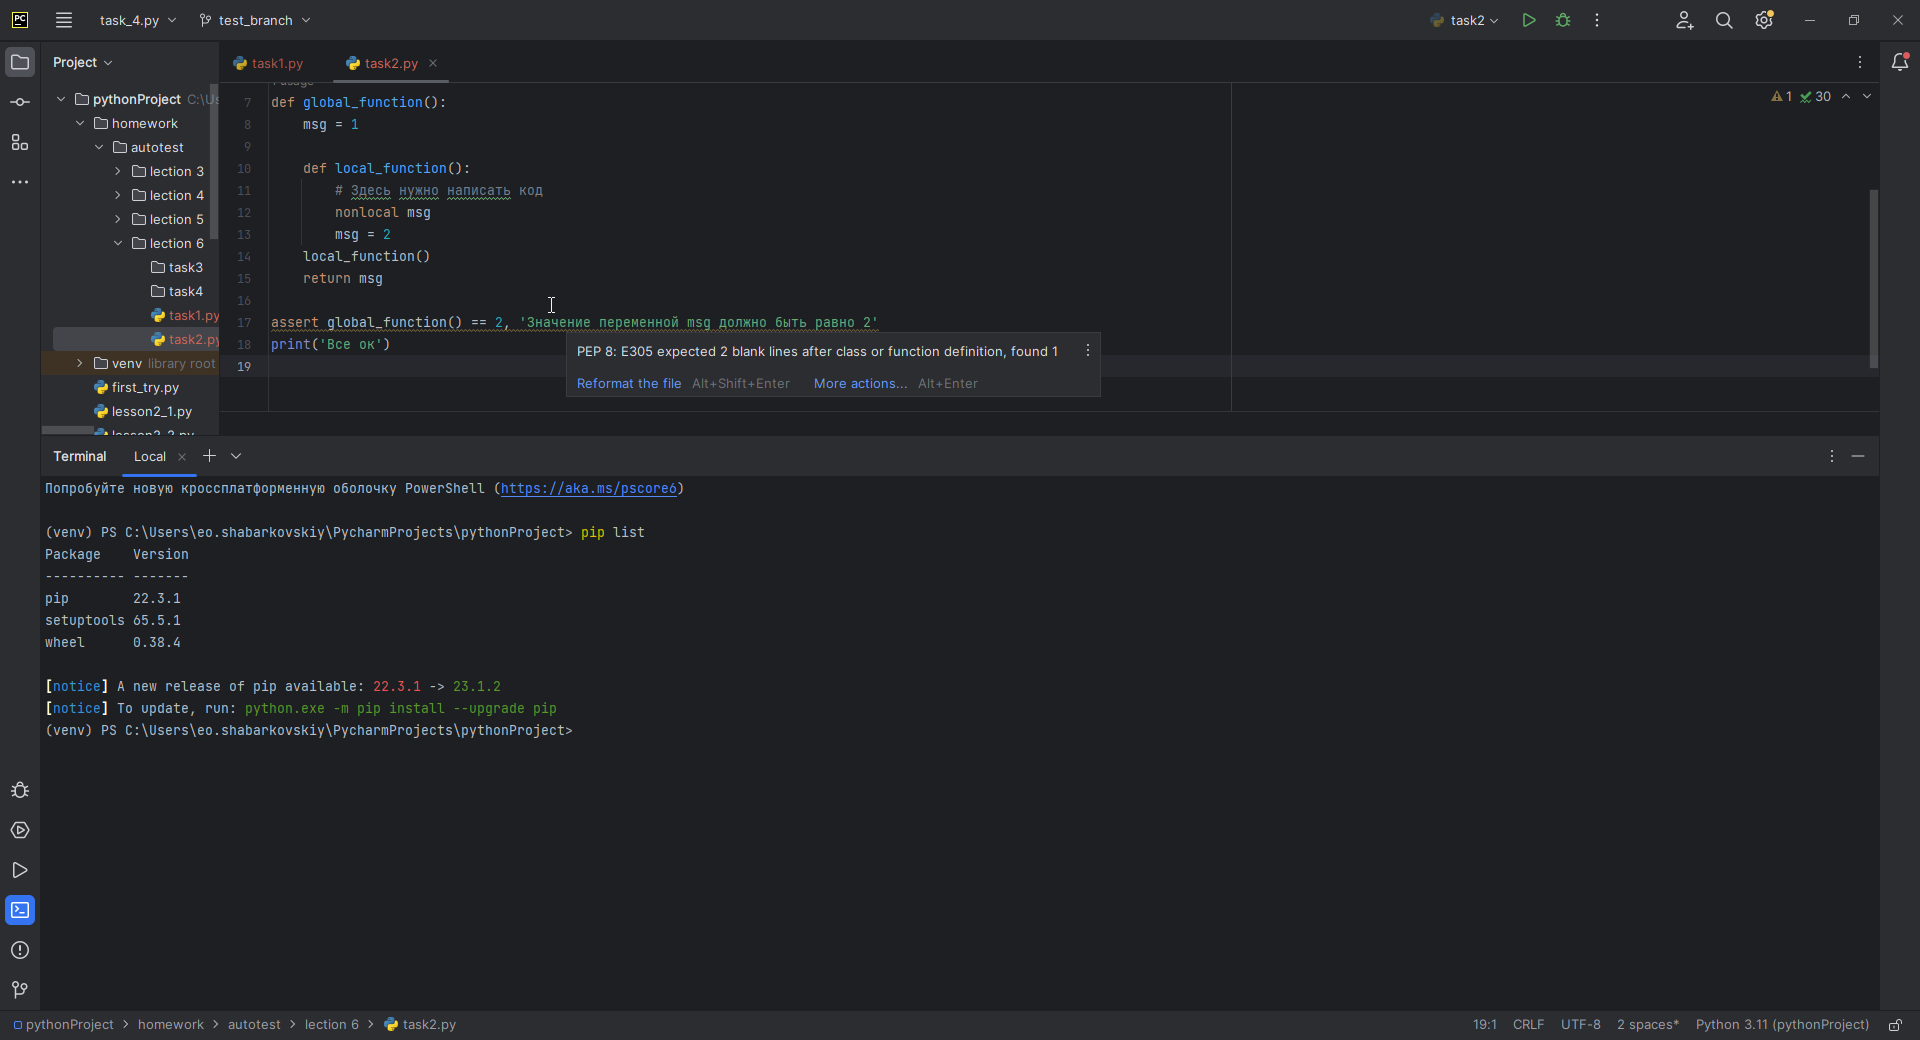 PC
task_4.py
test_branch
task2
Project
task1.py
task2.py
pythonProject C:\Us
homework
autotest
lection 3
lection 4
lection 5
lection 6
task3
task4
task1.py
task2.py
venv library root
first_try.py
lesson2_1.py
lesson2_2.py
1 30
7 def global_function():
8 msg = 1
9
10 def local_function():
11 # Здесь нужно написать код
12 nonlocal msg
13 msg = 2
14 local_function()
15 return msg
16
17 assert global_function() == 2, 'Значение переменной msg должно быть равно 2'
18 print('Все ок')
19
PEP 8: E305 expected 2 blank lines after class or function definition, found 1
Reformat the file Alt+Shift+Enter More actions... Alt+Enter
Terminal Local
Попробуйте новую кроссплатформенную оболочку PowerShell (https://aka.ms/pscore6)
(venv) PS C:\Users\eo.shabarkovskiy\PycharmProjects\pythonProject> pip list
Package Version
---------- -------
pip 22.3.1
setuptools 65.5.1
wheel 0.38.4
[notice] A new release of pip available: 22.3.1 -> 23.1.2
[notice] To update, run: python.exe -m pip install --upgrade pip
(venv) PS C:\Users\eo.shabarkovskiy\PycharmProjects\pythonProject>
pythonProject > homework > autotest > lection 6 > task2.py
19:1 CRLF UTF-8 2 spaces* Python 3.11 (pythonProject)